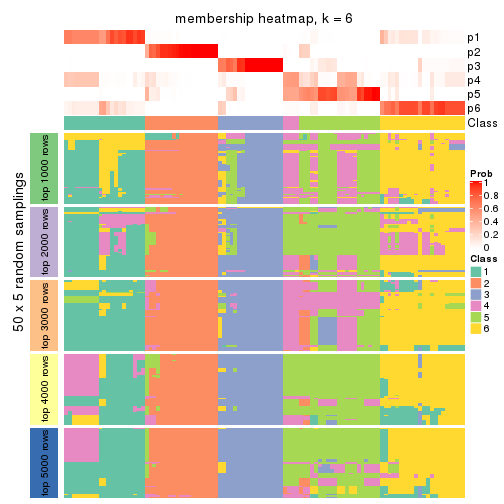 membership heatmap, k = 6
p1
p2
p3
p4
p5
p6
Class
50 x 5 random samplings
top 1000 rows
top 2000 rows
top 3000 rows
top 4000 rows
top 5000 rows
Prob
1
0.8
0.6
0.4
0.2
0
Class
1
2
3
4
5
6